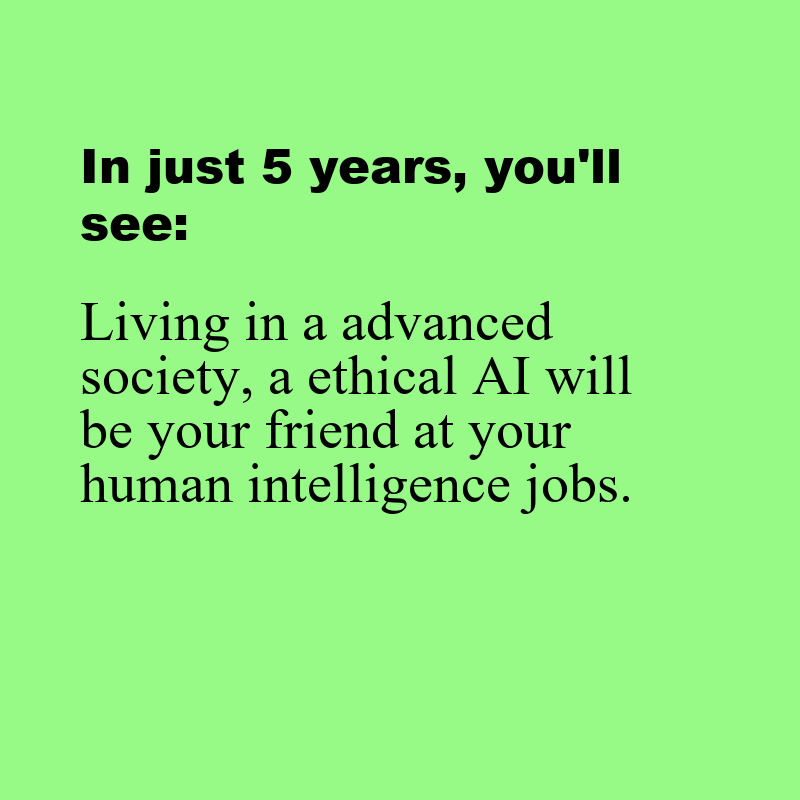 In just 5 years, you'll
see:
Living in a advanced
society, a ethical AI will
be your friend at your
human intelligence jobs.